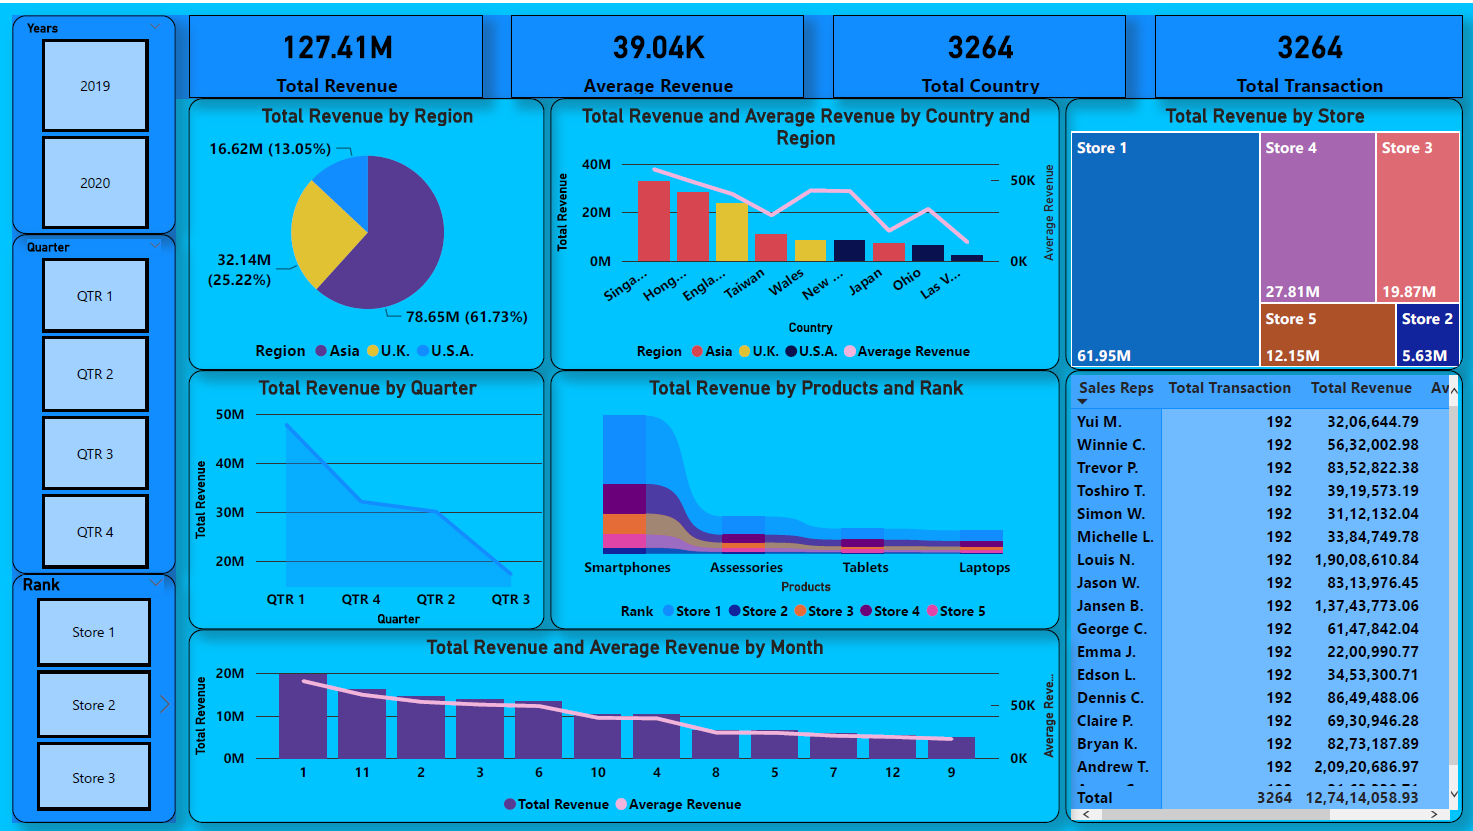 Years
2019
2020
Quarter
QTR 1
QTR 2
QTR 3
QTR 4
Rank
Store 1
Store 2
Store 3
127.41M
Total Revenue
39.04K
Average Revenue
3264
Total Country
3264
Total Transaction
Total Revenue by Region
16.62M (13.05%)
32.14M
(25.22%)
78.65M (61.73%)
Region Asia U.K. U.S.A.
Total Revenue and Average Revenue by Country and
Region
Total Revenue
40M
20M
0M
50K
0K
Average Revenue
Singa...
Hong...
Engla...
Taiwan
Wales
New ...
Japan
Ohio
Las V...
Country
Region Asia U.K. U.S.A. Average Revenue
Total Revenue by Store
Store 1
61.95M
Store 4
27.81M
Store 3
19.87M
Store 5
12.15M
Store 2
5.63M
Total Revenue by Quarter
Total Revenue
50M
40M
30M
20M
QTR 1 QTR 4 QTR 2 QTR 3
Quarter
Total Revenue by Products and Rank
Smartphones Assessories Tablets Laptops
Products
Rank Store 1 Store 2 Store 3 Store 4 Store 5
Sales Reps Total Transaction Total Revenue Av
Yui M. 192 32,06,644.79
Winnie C. 192 56,32,002.98
Trevor P. 192 83,52,822.38
Toshiro T. 192 39,19,573.19
Simon W. 192 31,12,132.04
Michelle L. 192 33,84,749.78
Louis N. 192 1,90,08,610.84
Jason W. 192 83,13,976.45
Jansen B. 192 1,37,43,773.06
George C. 192 61,47,842.04
Emma J. 192 22,00,990.77
Edson L. 192 34,53,300.71
Dennis C. 192 86,49,488.06
Claire P. 192 69,30,946.28
Bryan K. 192 82,73,187.89
Andrew T. 192 2,09,20,686.97
Total 3264 12,74,14,058.93
Total Revenue and Average Revenue by Month
Total Revenue
20M
10M
0M
50K
0K
Average Reve...
1 11 2 3 6 10 4 8 5 7 12 9
Total Revenue Average Revenue